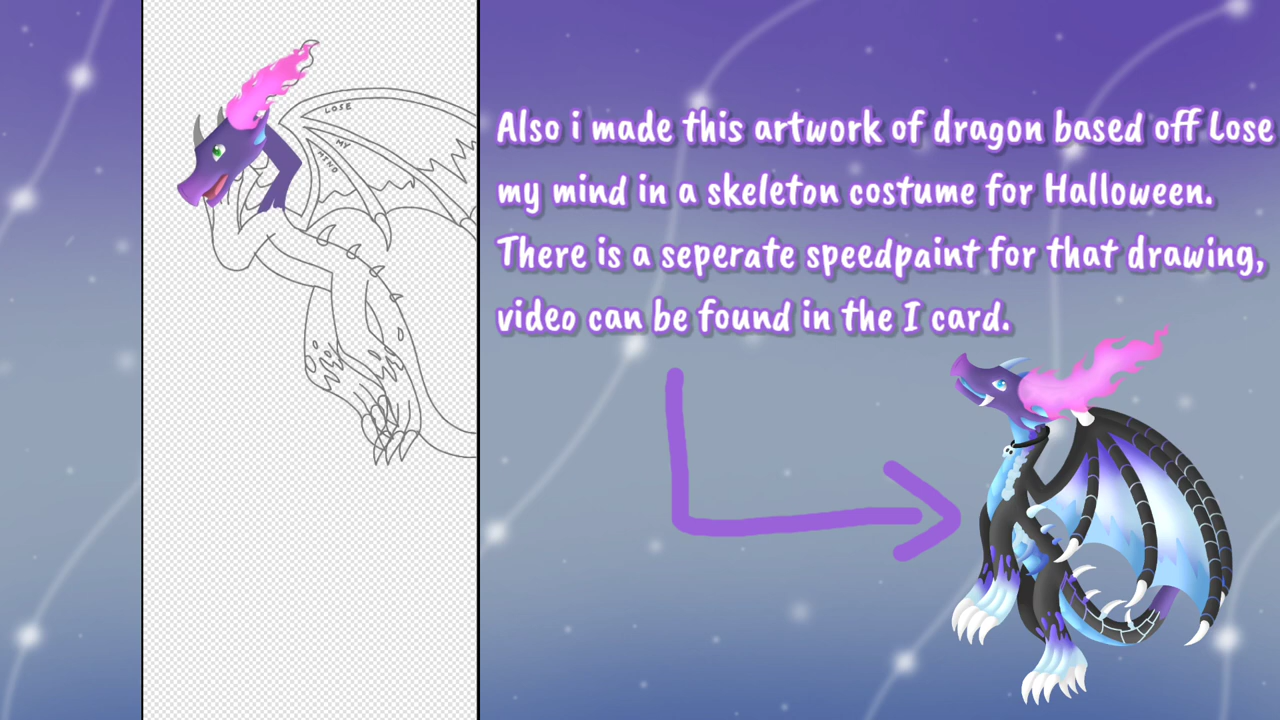 LOSE
MY
MIND
Also i made this artwork of dragon based off Lose
my mind in a skeleton costume for Halloween.
There is a seperate speedpaint for that drawing,
video can be found in the I card.